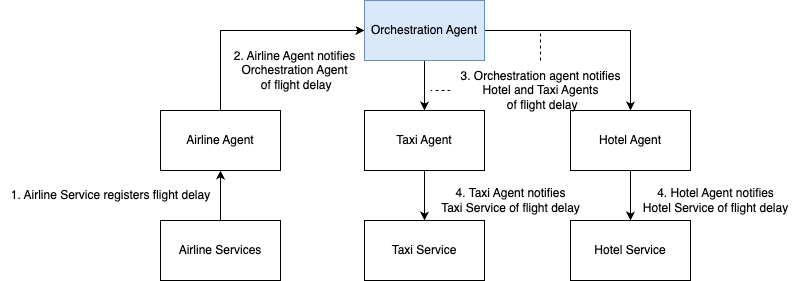 Orchestration Agent
2. Airline Agent notifies
Orchestration Agent
of flight delay
3. Orchestration agent notifies
Hotel and Taxi Agents
of flight delay
Airline Agent
Taxi Agent
Hotel Agent
1. Airline Service registers flight delay
4. Taxi Agent notifies
Taxi Service of flight delay
4. Hotel Agent notifies
Hotel Service of flight delay
Airline Services
Taxi Service
Hotel Service